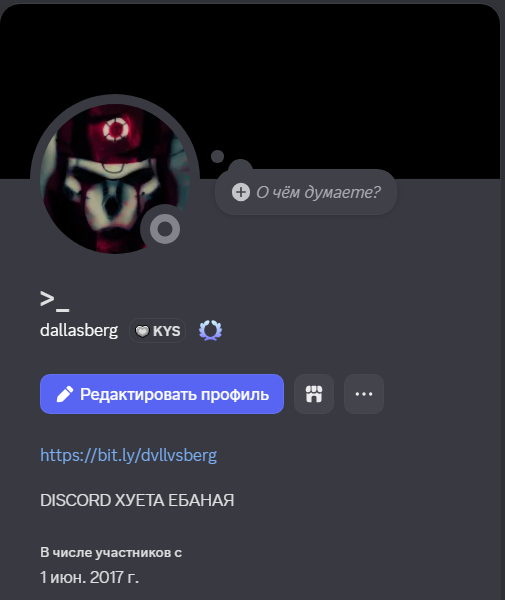 О чём думаете?
>_
dallasberg KYS
Редактировать профиль
https://bit.ly/dvllvsberg
DISCORD ХУЕТА ЕБАНАЯ
В числе участников с
1 июн. 2017 г.